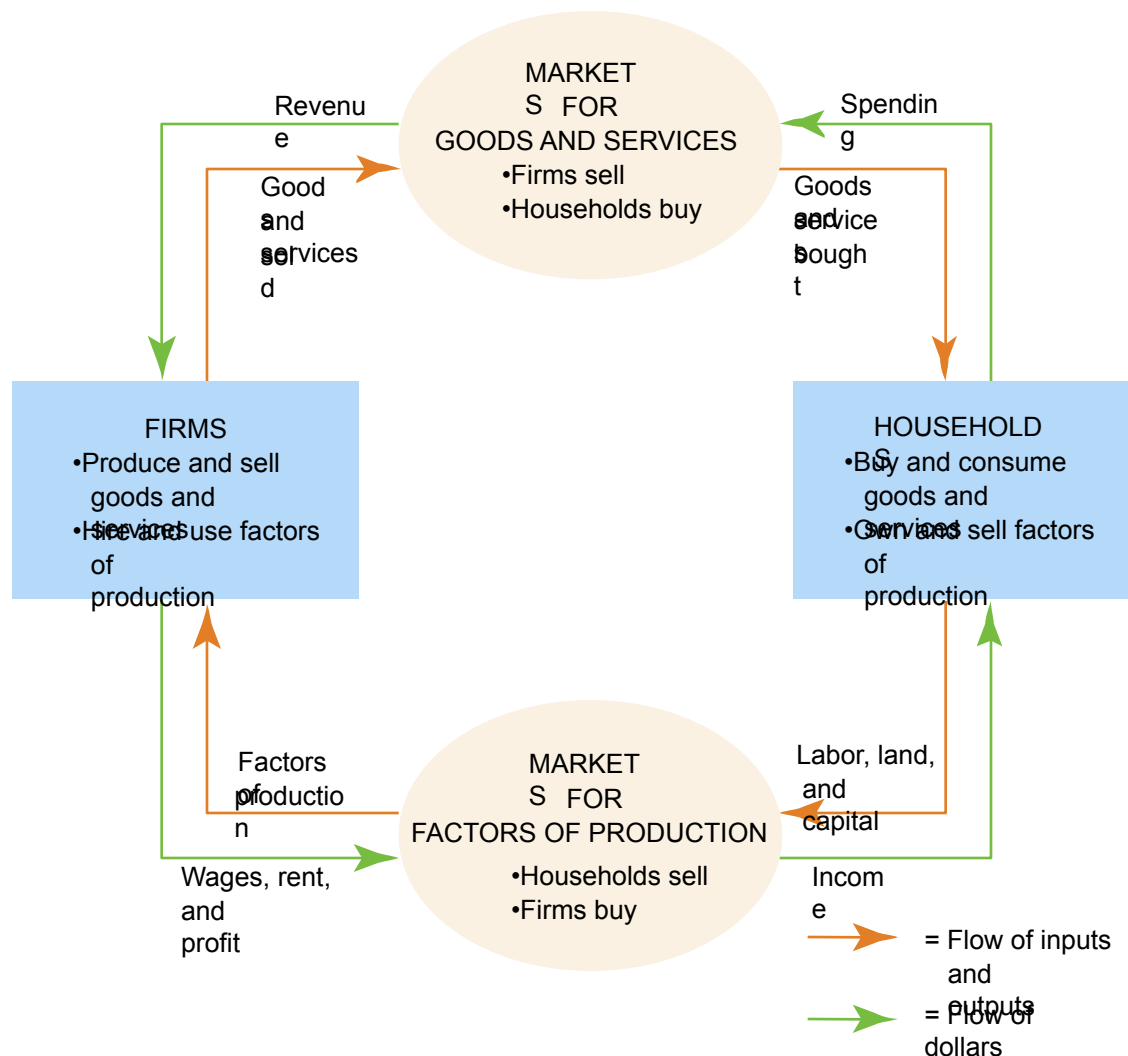 MARKET
S FOR
GOODS AND SERVICES
•Firms sell
•Households buy
Revenu
e
Spendin
g
Good
s
and
services
sol
d
Goods
and
service
s
bough
t
FIRMS
•Produce and sell
goods and
services
•Hire and use factors
of
production
HOUSEHOLD
S
•Buy and consume
goods and
services
•Own and sell factors
of
production
Factors
of
productio
n
MARKET
S FOR
FACTORS OF PRODUCTION
•Households sell
•Firms buy
Labor, land,
and
capital
Wages, rent,
and
profit
Incom
e
= Flow of inputs
and
outputs
= Flow of
dollars